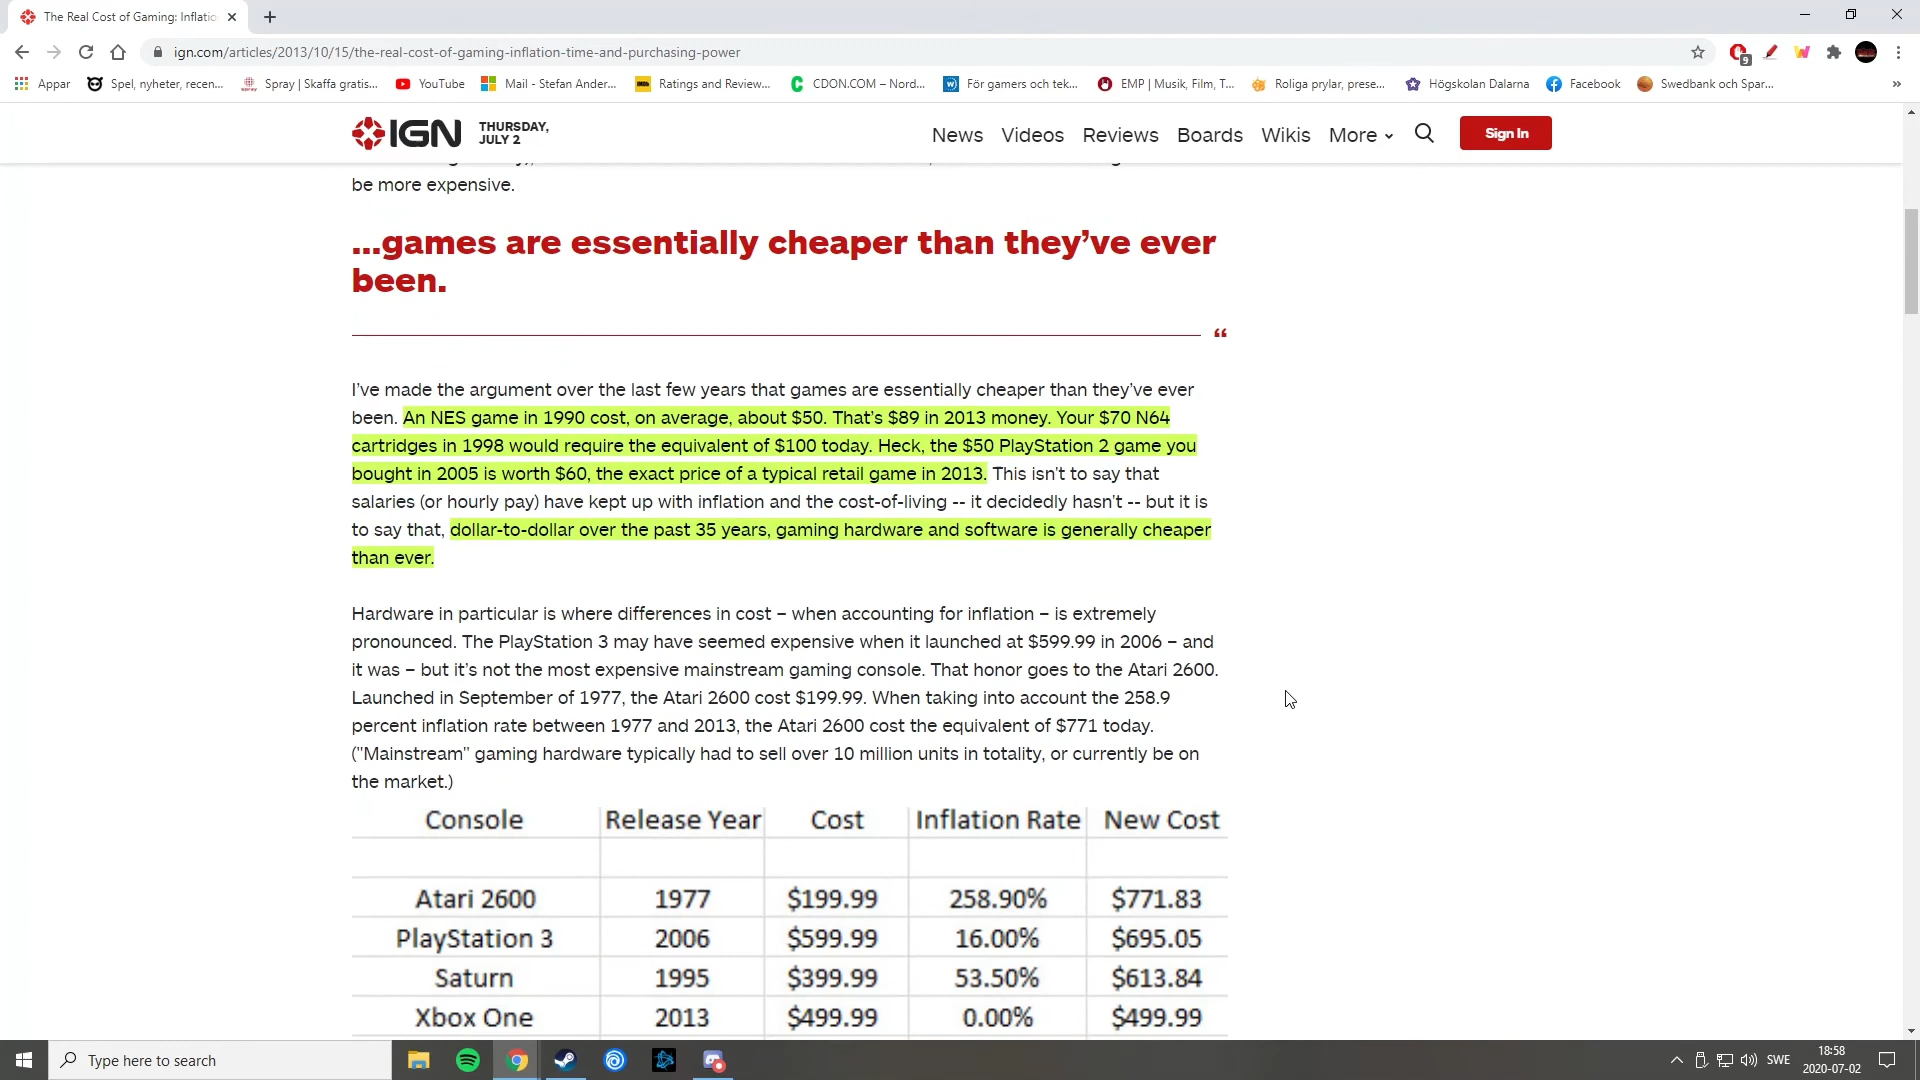 The Real Cost of Gaming: Inflatio
ign.com/articles/2013/10/15/the-real-cost-of-gaming-inflation-time-and-purchasing-power
9
Appar
Spel, nyheter, recen...
Spray | Skaffa gratis...
YouTube
Mail - Stefan Ander...
Ratings and Review...
CDON.COM – Nord...
För gamers och tek...
EMP | Musik, Film, T...
Roliga prylar, prese...
Högskolan Dalarna
Facebook
Swedbank och Spar...
»
IGN
THURSDAY,
JULY 2
News
Videos
Reviews
Boards
Wikis
More
Sign In
be more expensive.
...games are essentially cheaper than they’ve ever
been.
“
I’ve made the argument over the last few years that games are essentially cheaper than they’ve ever
been. An NES game in 1990 cost, on average, about $50. That’s $89 in 2013 money. Your $70 N64
cartridges in 1998 would require the equivalent of $100 today. Heck, the $50 PlayStation 2 game you
bought in 2005 is worth $60, the exact price of a typical retail game in 2013. This isn’t to say that
salaries (or hourly pay) have kept up with inflation and the cost-of-living -- it decidedly hasn’t -- but it is
to say that, dollar-to-dollar over the past 35 years, gaming hardware and software is generally cheaper
than ever.
Hardware in particular is where differences in cost – when accounting for inflation – is extremely
pronounced. The PlayStation 3 may have seemed expensive when it launched at $599.99 in 2006 – and
it was – but it’s not the most expensive mainstream gaming console. That honor goes to the Atari 2600.
Launched in September of 1977, the Atari 2600 cost $199.99. When taking into account the 258.9
percent inflation rate between 1977 and 2013, the Atari 2600 cost the equivalent of $771 today.
("Mainstream" gaming hardware typically had to sell over 10 million units in totality, or currently be on
the market.)
Console Release Year Cost Inflation Rate New Cost
Atari 2600 1977 $199.99 258.90% $771.83
PlayStation 3 2006 $599.99 16.00% $695.05
Saturn 1995 $399.99 53.50% $613.84
Xbox One 2013 $499.99 0.00% $499.99
Type here to search
SWE
18:58
2020-07-02